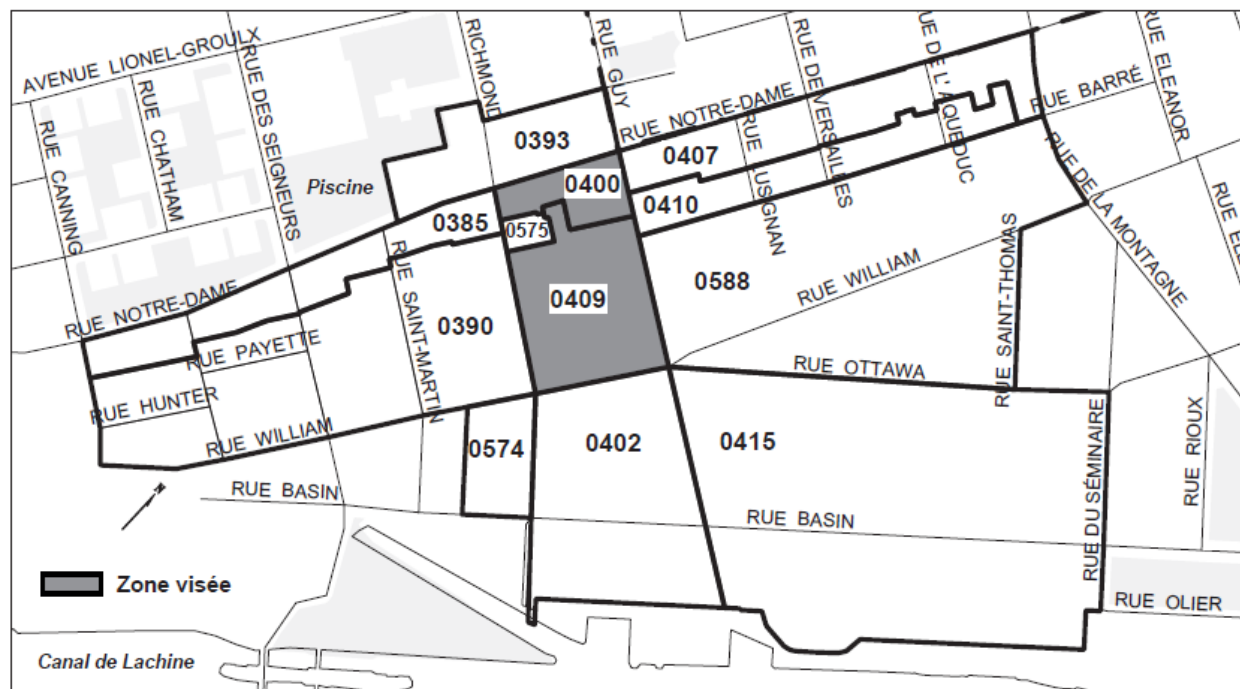 AVENUE LIONEL-GROULX
RUE CANNING
RUE CHATHAM
RUE DES SEIGNEURS
RICHMOND
RUE GUY
RUE DE VERSAILLES
RUE DE L' AQUEDUC
RUE ELEANOR
RUE BARRÉ
RUE NOTRE-DAME
0393
0407
Piscine
0400
RUE LUSIGNAN
0410
0385
0575
RUE DE LA MONTAGNE
RUE ELE
RUE SAINT-MARTIN
0588
RUE WILLIAM
RUE SAINT-THOMAS
0409
RUE NOTRE-DAME
0390
RUE PAYETTE
RUE OTTAWA
RUE HUNTER
RUE WILLIAM
0574
0402
0415
RUE DU SÉMINAIRE
RUE RIOUX
N
RUE BASIN
RUE BASIN
Zone visée
RUE OLIER
Canal de Lachine